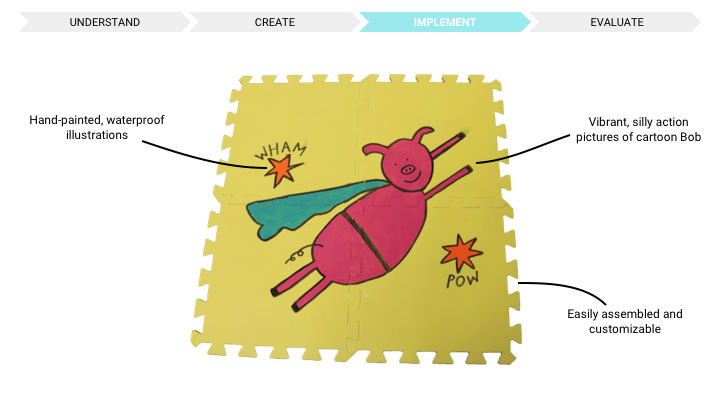 UNDERSTAND
CREATE
IMPLEMENT
EVALUATE
Hand-painted, waterproof
illustrations
Vibrant, silly action
pictures of cartoon Bob
WHAM
POW
Easily assembled and
customizable